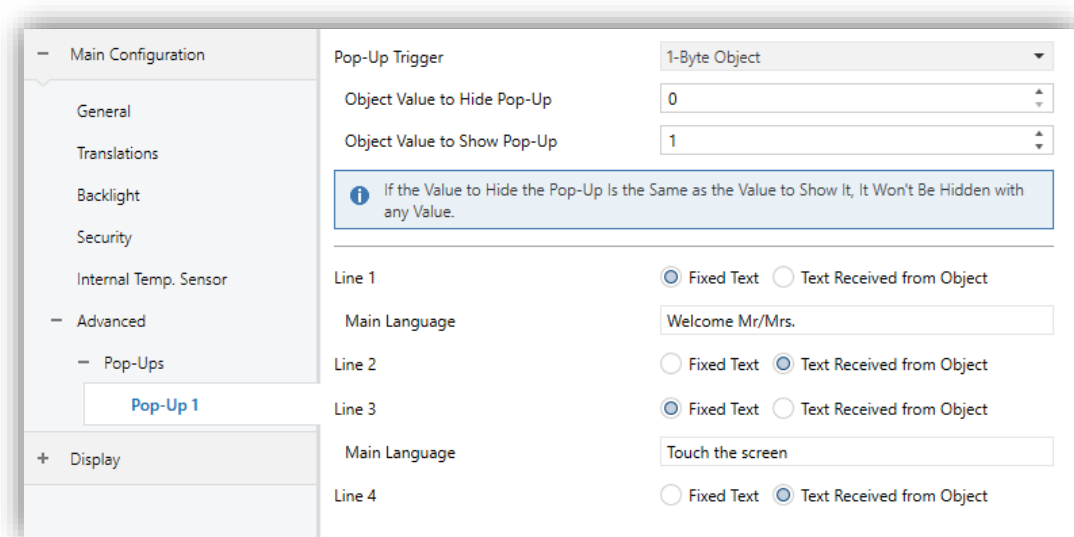 Main Configuration
General
Translations
Backlight
Security
Internal Temp. Sensor
Advanced
Pop-Ups
Pop-Up 1
Display
Pop-Up Trigger 1-Byte Object
Object Value to Hide Pop-Up 0
Object Value to Show Pop-Up 1
If the Value to Hide the Pop-Up Is the Same as the Value to Show It, It Won't Be Hidden with
any Value.
Line 1 Fixed Text Text Received from Object
Main Language Welcome Mr/Mrs.
Line 2 Fixed Text Text Received from Object
Line 3 Fixed Text Text Received from Object
Main Language Touch the screen
Line 4 Fixed Text Text Received from Object